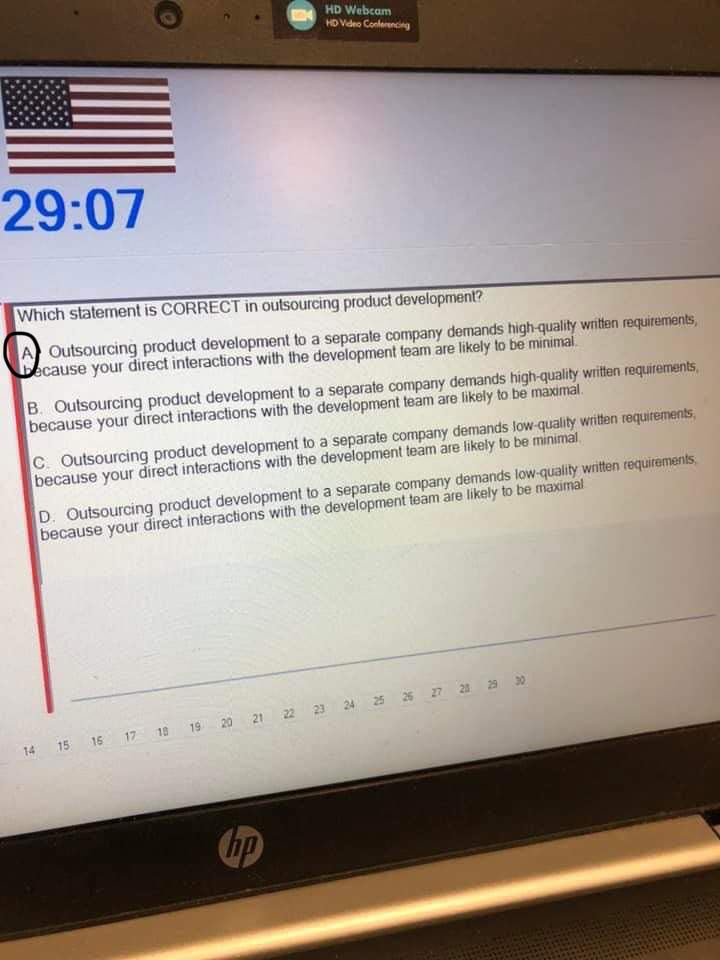 HD Webcam
HD Video Conferencing
29:07
Which statement is CORRECT in outsourcing product development?
A. Outsourcing product development to a separate company demands high-quality written requirements,
because your direct interactions with the development team are likely to be minimal.
B. Outsourcing product development to a separate company demands high-quality written requirements,
because your direct interactions with the development team are likely to be maximal.
C. Outsourcing product development to a separate company demands low-quality written requirements,
because your direct interactions with the development team are likely to be minimal.
D. Outsourcing product development to a separate company demands low-quality written requirements,
because your direct interactions with the development team are likely to be maximal.
14 15 16 17 18 19 20 21 22 23 24 25 26 27 28 29 30
hp